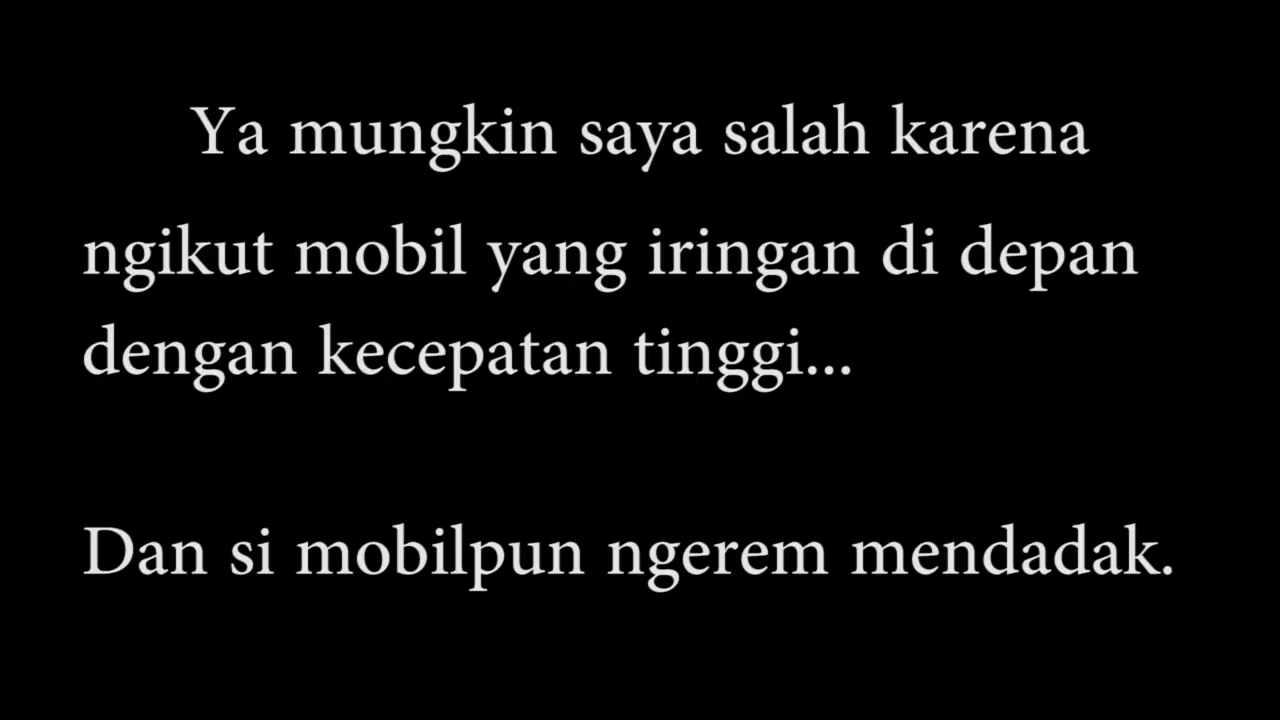 Ya mungkin saya salah karena
ngikut mobil yang iringan di depan
dengan kecepatan tinggi...
Dan si mobilpun ngerem mendadak.